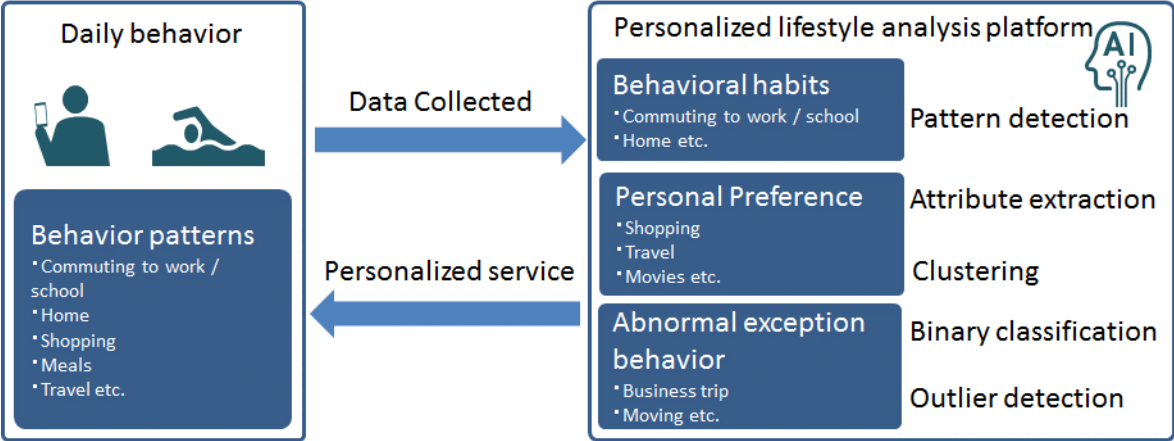 Daily behavior
Behavior patterns
▪Commuting to work /
school
▪Home
▪Shopping
▪Meals
▪Travel etc.
Data Collected
Personalized service
Personalized lifestyle analysis platform
AI
Behavioral habits
▪Commuting to work / school
▪Home etc.
Pattern detection
Personal Preference
▪Shopping
▪Travel
▪Movies etc.
Attribute extraction
Clustering
Abnormal exception
behavior
▪Business trip
▪Moving etc.
Binary classification
Outlier detection